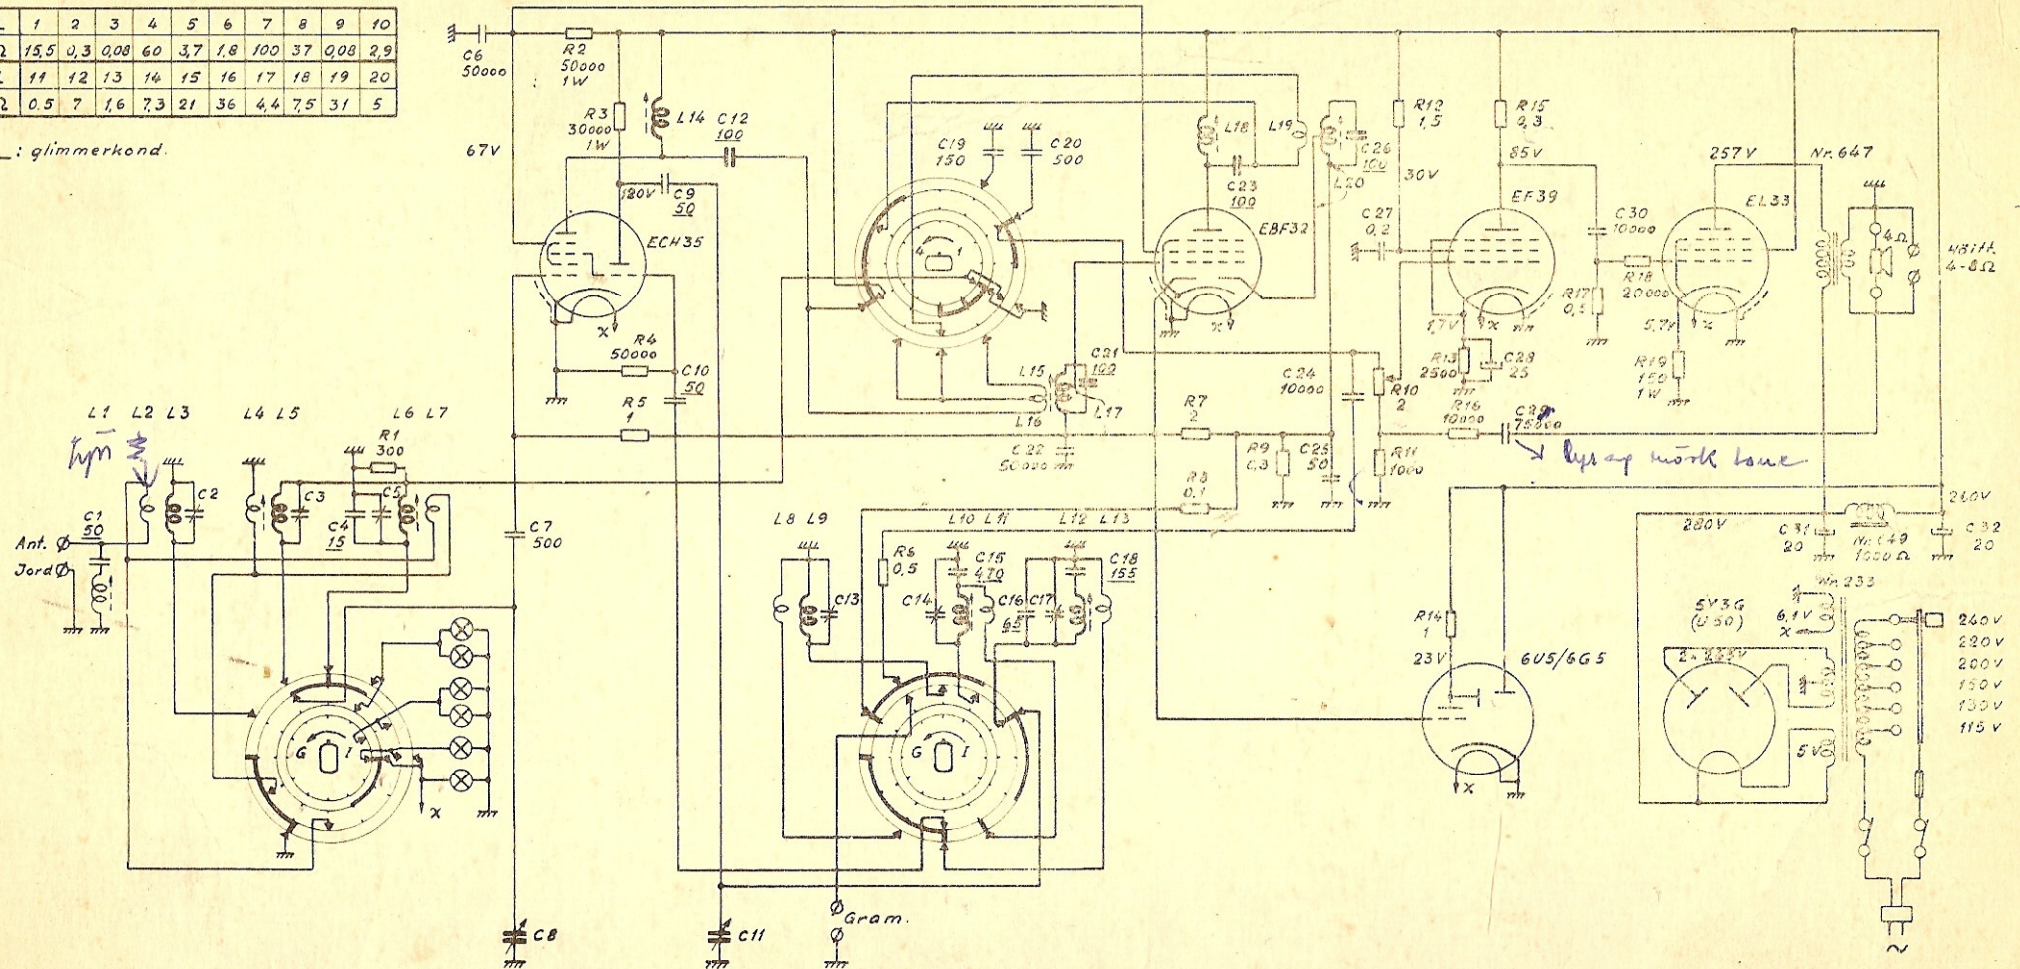 L 1 2 3 4 5 6 7 8 9 10
Ω 15,5 0,3 0,08 60 3,7 1,8 100 37 0,08 2,9
L 11 12 13 14 15 16 17 18 19 20
Ω 0.5 7 1,6 7,3 21 36 4,4 7,5 31 5
: glimmerkond.
C6
50000
R2
50000
1W
R3
30000
1W
L14
C12
100
67V
120V
C9
50
ECH35
R4
50000
C10
50
R5
1
C19
150
C20
500
4 1
L15
L16
C21
100
L17
C22
50000
L18
L19
C23
100
C26
100
L20
EBF32
x
C24
10000
R7
2
R8
0,1
R9
0,3
C25
50
R10
2
R11
1000
R12
1,5
30V
C27
0,2
R15
0,3
85V
EF39
1,7V
x
R13
2500
C28
25
R16
10000
C29
75000
C30
10000
R17
0,5
R18
20000
257V
EL33
5,7V
x
R19
150
1W
Nr. 647
4Ω
4-8Ω
L1 L2 L3
L4 L5
L6 L7
R1
300
C1
50
C2
C3
C4
15
C5
Ant.
Jord
G I
x
C7
500
C8
C11
L8 L9
L10 L11
L12 L13
R6
0,5
C13
C14
C15
470
C16
65
C17
C18
155
G I
Gram.
R14
1
23V
6U5/6G5
x
280V
260V
C31
20
Nr. 649
1000Ω
C32
20
Nr. 233
5Y3G
(U50)
6,1V
x
5V
240V
220V
200V
150V
130V
115V
~